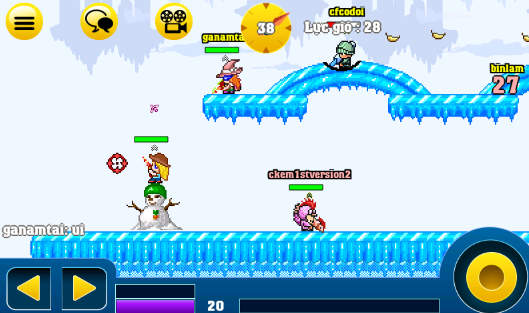 38
cfcodoi
Lực gió: 28
ganamtai
binlam
27
ckem1stversion2
ganamtai: ui
20